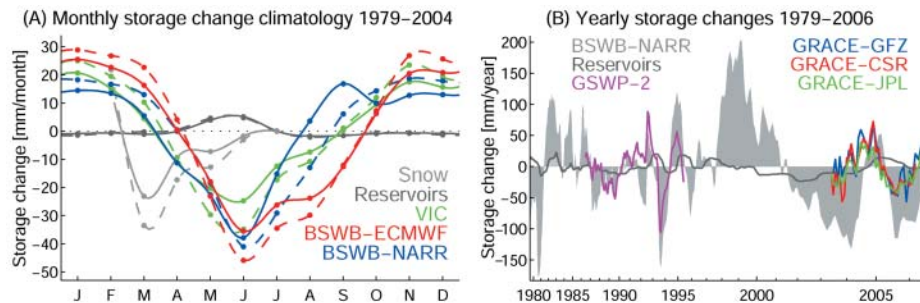 (A) Monthly storage change climatology 1979–2004
Storage change [mm/month]
30
20
10
0
−10
−20
−30
−40
−50
Snow
Reservoirs
VIC
BSWB−ECMWF
BSWB−NARR
J F M A M J J A S O N D
(B) Yearly storage changes 1979–2006
Storage change [mm/year]
200
150
100
50
0
−50
−100
−150
BSWB−NARR
Reservoirs
GSWP−2
GRACE−GFZ
GRACE−CSR
GRACE−JPL
1980 1985 1990 1995 2000 2005